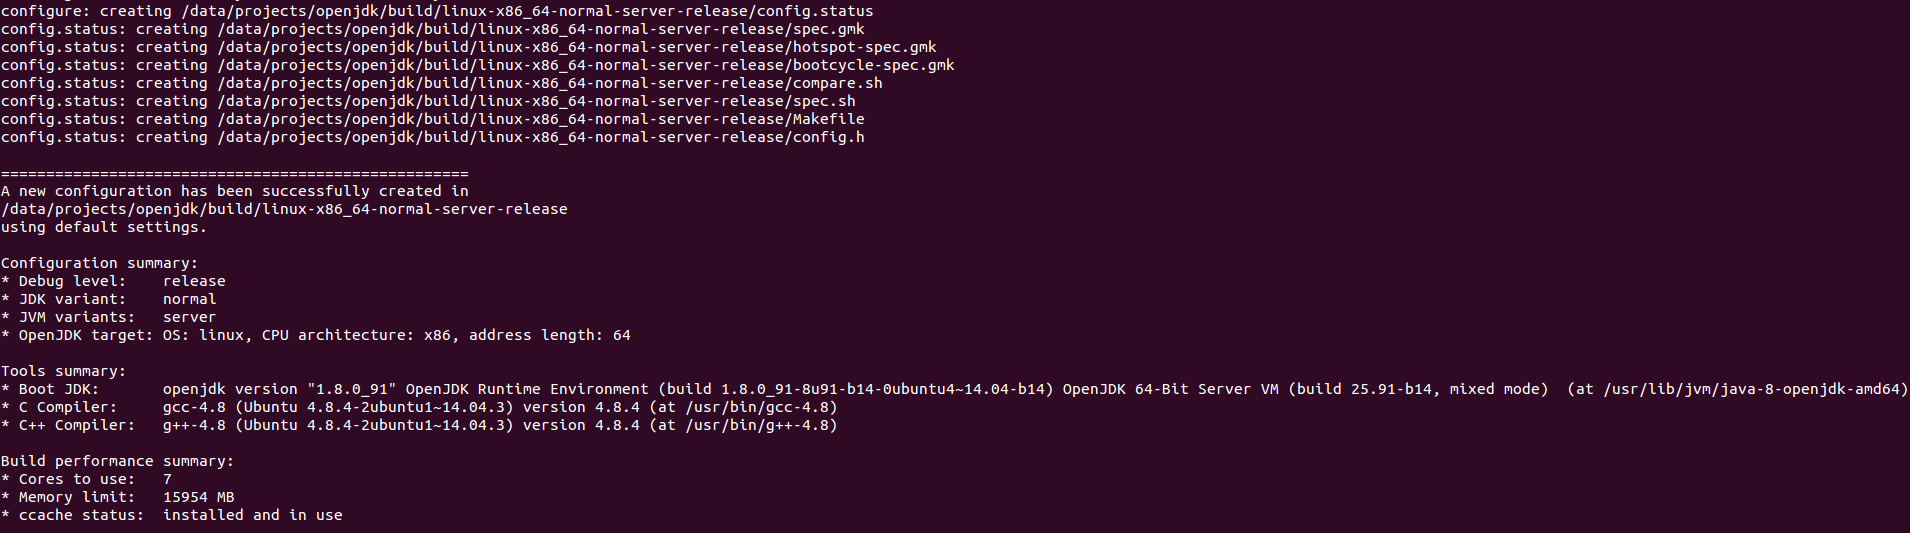 configure: creating /data/projects/openjdk/build/linux-x86_64-normal-server-release/config.status
config.status: creating /data/projects/openjdk/build/linux-x86_64-normal-server-release/spec.gmk
config.status: creating /data/projects/openjdk/build/linux-x86_64-normal-server-release/hotspot-spec.gmk
config.status: creating /data/projects/openjdk/build/linux-x86_64-normal-server-release/bootcycle-spec.gmk
config.status: creating /data/projects/openjdk/build/linux-x86_64-normal-server-release/compare.sh
config.status: creating /data/projects/openjdk/build/linux-x86_64-normal-server-release/spec.sh
config.status: creating /data/projects/openjdk/build/linux-x86_64-normal-server-release/Makefile
config.status: creating /data/projects/openjdk/build/linux-x86_64-normal-server-release/config.h

====================================================
A new configuration has been successfully created in
/data/projects/openjdk/build/linux-x86_64-normal-server-release
using default settings.

Configuration summary:
* Debug level:    release
* JDK variant:    normal
* JVM variants:   server
* OpenJDK target: OS: linux, CPU architecture: x86, address length: 64

Tools summary:
* Boot JDK:       openjdk version "1.8.0_91" OpenJDK Runtime Environment (build 1.8.0_91-8u91-b14-0ubuntu4~14.04-b14) OpenJDK 64-Bit Server VM (build 25.91-b14, mixed mode)  (at /usr/lib/jvm/java-8-openjdk-amd64)
* C Compiler:     gcc-4.8 (Ubuntu 4.8.4-2ubuntu1~14.04.3) version 4.8.4 (at /usr/bin/gcc-4.8)
* C++ Compiler:   g++-4.8 (Ubuntu 4.8.4-2ubuntu1~14.04.3) version 4.8.4 (at /usr/bin/g++-4.8)

Build performance summary:
* Cores to use:   7
* Memory limit:   15954 MB
* ccache status:  installed and in use